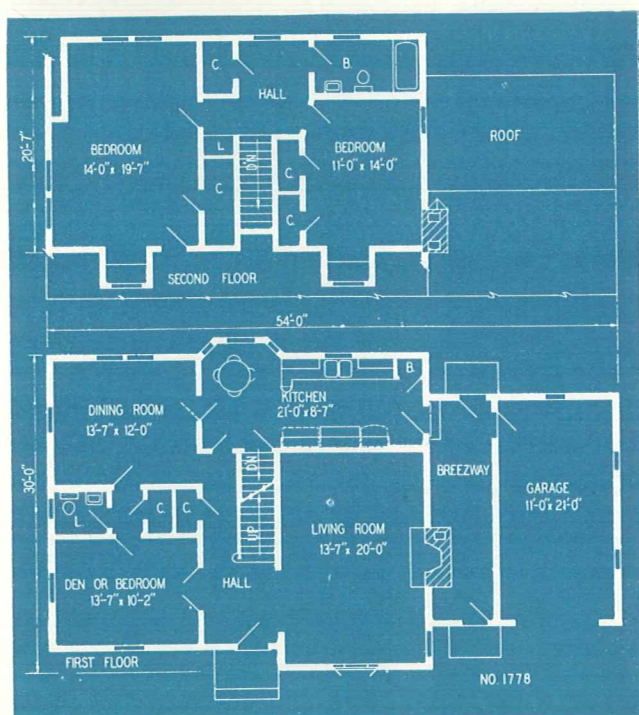 C.
B.
HALL
BEDROOM
14'-0" x 19'-7"
L
DN
C.
BEDROOM
11'-0" x 14'-0"
C.
C.
ROOF
20'-7"
SECOND FLOOR
54'-0"
B.
KITCHEN
21'-0" x 8'-7"
DINING ROOM
13'-7" x 12'-0"
30'-0"
DN
UP
BREEZWAY
GARAGE
11'-0" x 21'-0"
L.
C.
C.
LIVING ROOM
13'-7" x 20'-0"
DEN OR BEDROOM
13'-7" x 10'-2"
HALL
FIRST FLOOR
NO. 1778